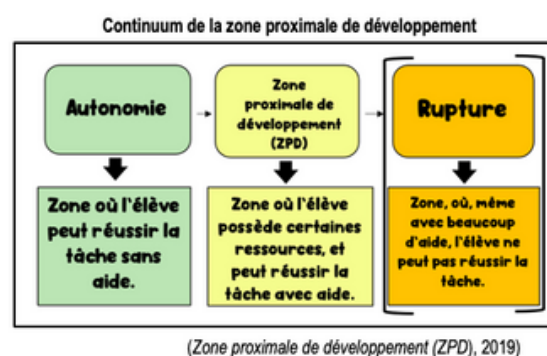 Continuum de la zone proximale de développement
Autonomie
Zone
proximale de
développement
(ZPD)
Rupture
Zone où l'élève
peut réussir la
tâche sans
aide.
Zone où l'élève
possède certaines
ressources, et
peut réussir la
tâche avec aide.
Zone, où, même
avec beaucoup
d'aide, l'élève ne
peut pas réussir la
tâche.
(Zone proximale de développement (ZPD), 2019)